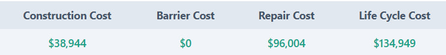 Construction Cost Barrier Cost Repair Cost Life Cycle Cost
$38,944 $0 $96,004 $134,949